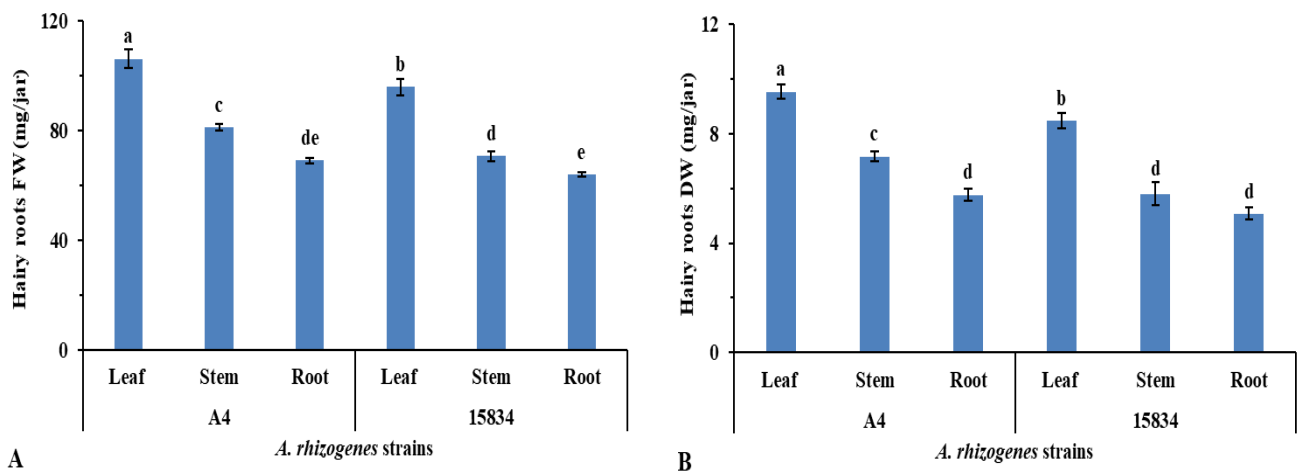 120
80
40
0
Hairy roots FW (mg/jar)
a
c
de
b
d
e
Leaf Stem Root Leaf Stem Root
A4 15834
A. rhizogenes strains
A
12
8
4
0
Hairy roots DW (mg/jar)
a
c
d
b
d
d
Leaf Stem Root Leaf Stem Root
A4 15834
A. rhizogenes strains
B